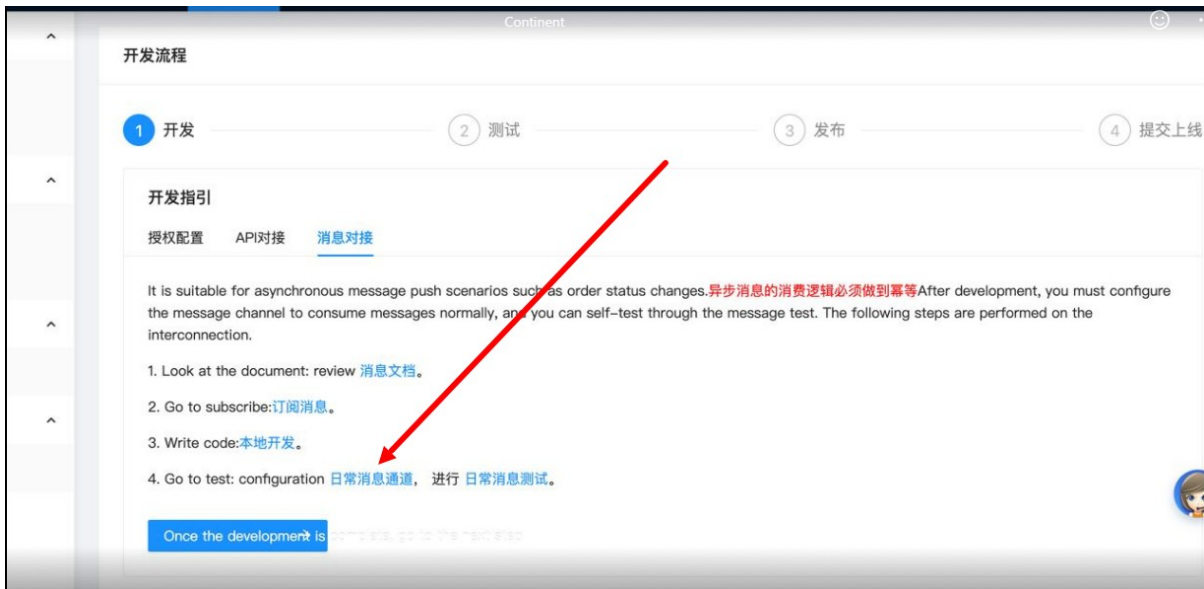 Continent
开发流程
1 开发
2 测试
3 发布
4 提交上线
开发指引
授权配置 API对接 消息对接
It is suitable for asynchronous message push scenarios such as order status changes.异步消息的消费逻辑必须做到幂等After development, you must configure
the message channel to consume messages normally, and you can self-test through the message test. The following steps are performed on the
interconnection.
1. Look at the document: review 消息文档。
2. Go to subscribe:订阅消息。
3. Write code:本地开发。
4. Go to test: configuration 日常消息通道， 进行 日常消息测试。
Once the development is complete, go to the next step